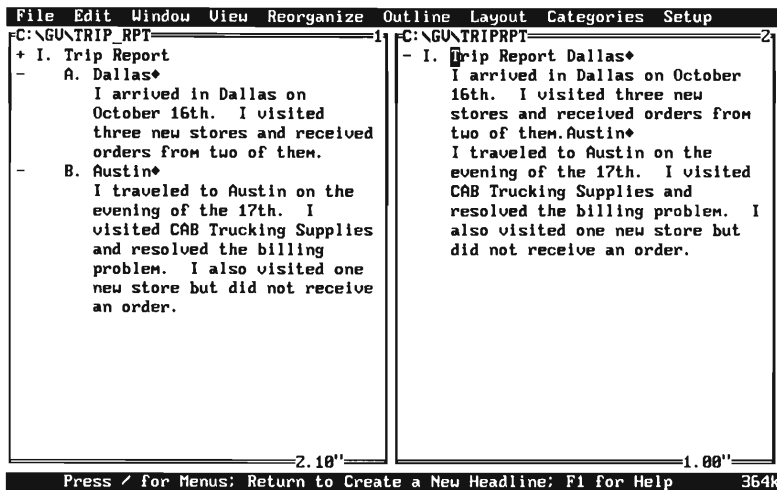 File Edit Window View Reorganize Outline Layout Categories Setup
C:\GV\TRIP_RPT 1
+ I. Trip Report
- A. Dallas♦
I arrived in Dallas on
October 16th. I visited
three new stores and received
orders from two of them.
- B. Austin♦
I traveled to Austin on the
evening of the 17th. I
visited CAB Trucking Supplies
and resolved the billing
problem. I also visited one
new store but did not receive
an order.
2.10"
C:\GV\TRIPRPT 2
- I. Trip Report Dallas♦
I arrived in Dallas on October
16th. I visited three new
stores and received orders from
two of them.Austin♦
I traveled to Austin on the
evening of the 17th. I visited
CAB Trucking Supplies and
resolved the billing problem. I
also visited one new store but
did not receive an order.
1.00"
Press / for Menus; Return to Create a New Headline; F1 for Help 364k